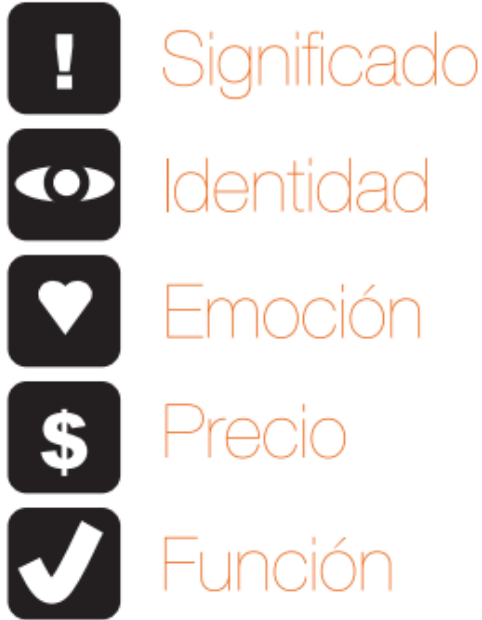 !
Significado
Identidad
Emoción
$
Precio
Función